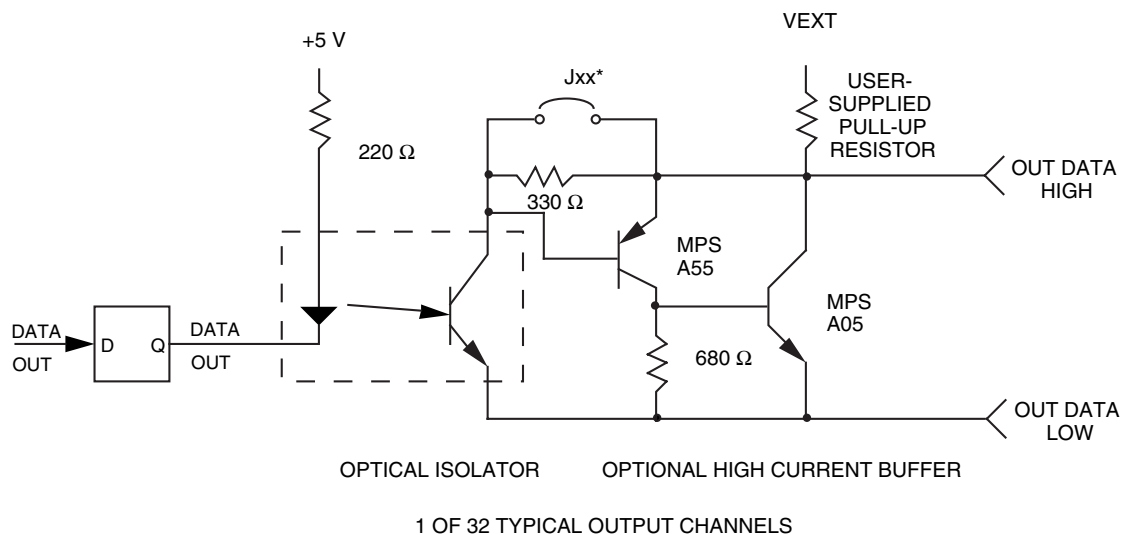 VEXT
+5 V
Jxx*
USER-
SUPPLIED
PULL-UP
RESISTOR
220 Ω
330 Ω
OUT DATA
HIGH
MPS
A55
MPS
A05
DATA
OUT
D
Q
DATA
OUT
680 Ω
OUT DATA
LOW
OPTICAL ISOLATOR
OPTIONAL HIGH CURRENT BUFFER
1 OF 32 TYPICAL OUTPUT CHANNELS